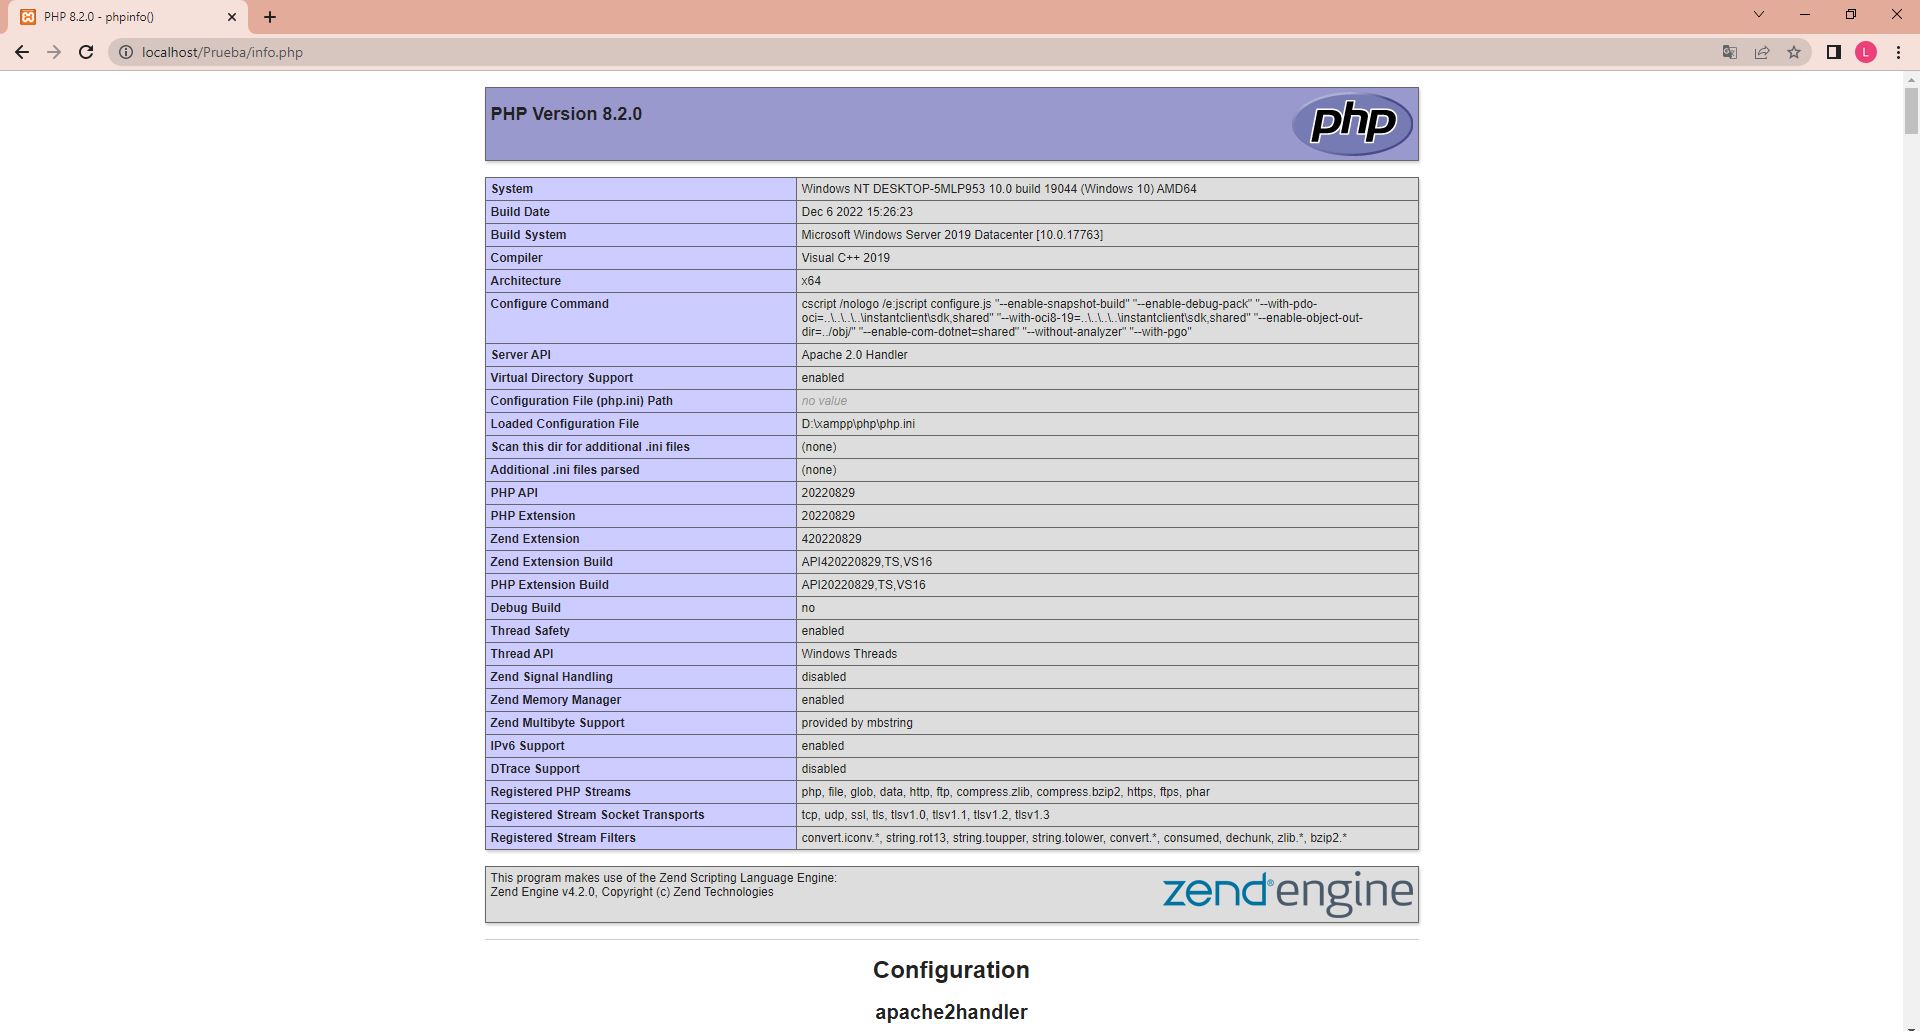 PHP 8.2.0 - phpinfo()
localhost/Prueba/info.php
L
PHP Version 8.2.0
php
System Windows NT DESKTOP-5MLP953 10.0 build 19044 (Windows 10) AMD64
Build Date Dec 6 2022 15:26:23
Build System Microsoft Windows Server 2019 Datacenter [10.0.17763]
Compiler Visual C++ 2019
Architecture x64
Configure Command cscript /nologo /e:jscript configure.js "--enable-snapshot-build" "--enable-debug-pack" "--with-pdo-
oci=..\..\..\..\instantclient\sdk,shared" "--with-oci8-19=..\..\..\..\instantclient\sdk,shared" "--enable-object-out-
dir=../obj/" "--enable-com-dotnet=shared" "--without-analyzer" "--with-pgo"
Server API Apache 2.0 Handler
Virtual Directory Support enabled
Configuration File (php.ini) Path no value
Loaded Configuration File D:\xampp\php\php.ini
Scan this dir for additional .ini files (none)
Additional .ini files parsed (none)
PHP API 20220829
PHP Extension 20220829
Zend Extension 420220829
Zend Extension Build API420220829,TS,VS16
PHP Extension Build API20220829,TS,VS16
Debug Build no
Thread Safety enabled
Thread API Windows Threads
Zend Signal Handling disabled
Zend Memory Manager enabled
Zend Multibyte Support provided by mbstring
IPv6 Support enabled
DTrace Support disabled
Registered PHP Streams php, file, glob, data, http, ftp, compress.zlib, compress.bzip2, https, ftps, phar
Registered Stream Socket Transports tcp, udp, ssl, tls, tlsv1.0, tlsv1.1, tlsv1.2, tlsv1.3
Registered Stream Filters convert.iconv.*, string.rot13, string.toupper, string.tolower, convert.*, consumed, dechunk, zlib.*, bzip2.*
This program makes use of the Zend Scripting Language Engine:
Zend Engine v4.2.0, Copyright (c) Zend Technologies
zend® engine
Configuration
apache2handler